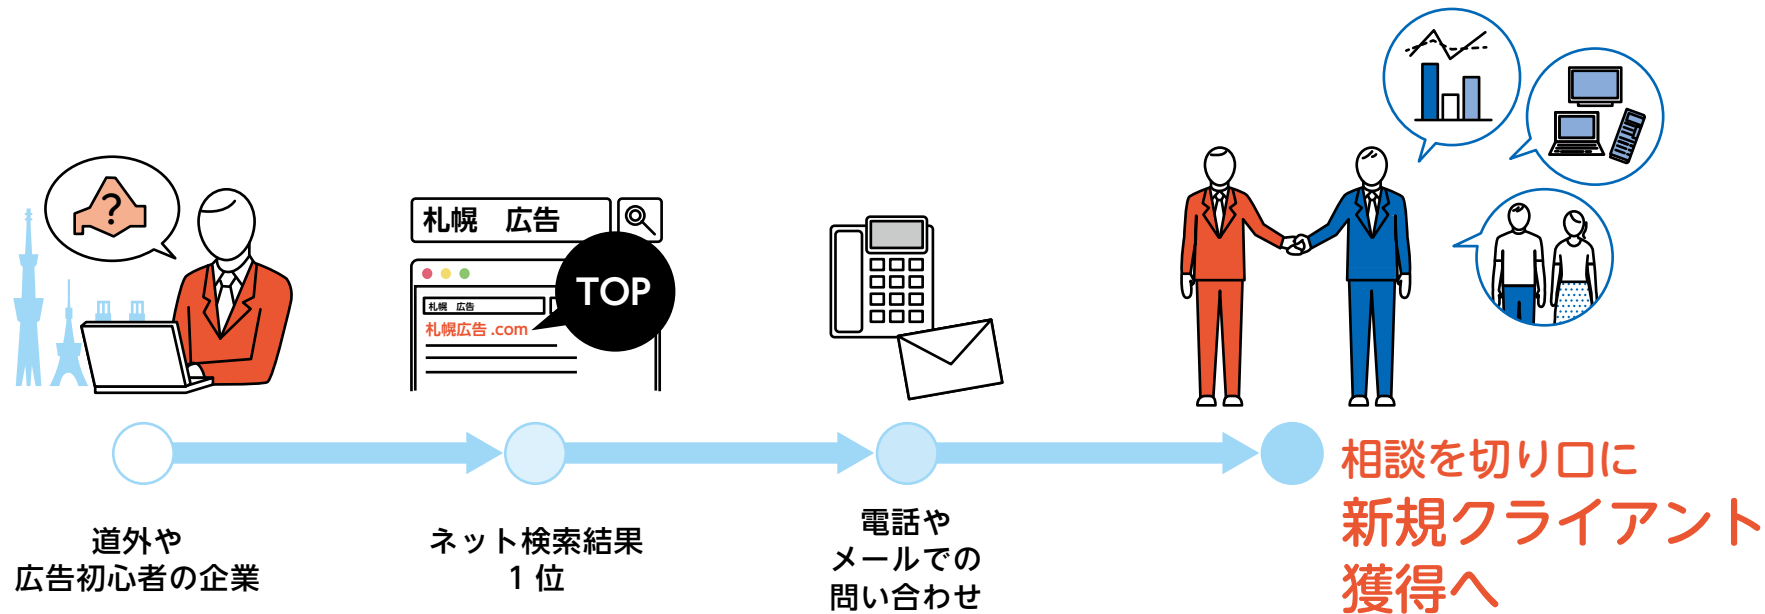 ?
札幌　広告
TOP
札幌　広告
札幌広告.com
道外や
広告初心者の企業
ネット検索結果
1位
電話や
メールでの
問い合わせ
相談を切り口に
新規クライアント
獲得へ